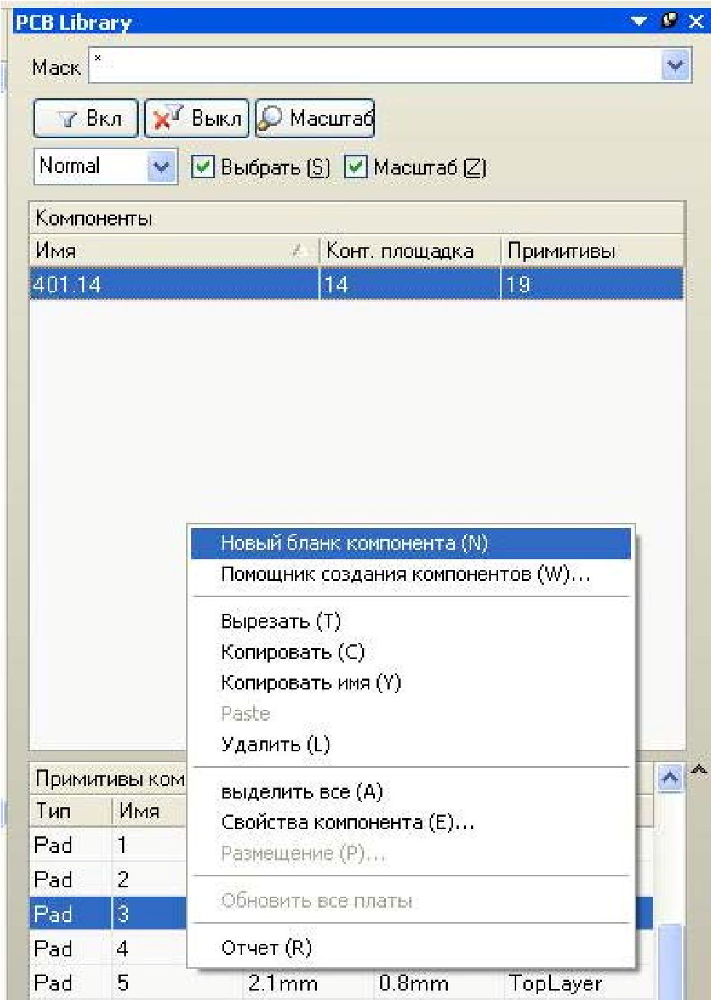 PCB Library
Маск *
Вкл Выкл Масштаб
Normal Выбрать (S) Масштаб (Z)
Компоненты
Имя Конт. площадка Примитивы
401.14 14 19
Новый бланк компонента (N)
Помощник создания компонентов (W)...
Вырезать (T)
Копировать (C)
Копировать имя (Y)
Paste
Удалить (L)
Примитивы ком
выделить все (A)
Тип Имя
Свойства компонента (E)...
Pad 1
Размещение (P)...
Pad 2
Обновить все платы
Pad 3
Pad 4
Отчет (R)
Pad 5 2.1mm 0.8mm TopLayer